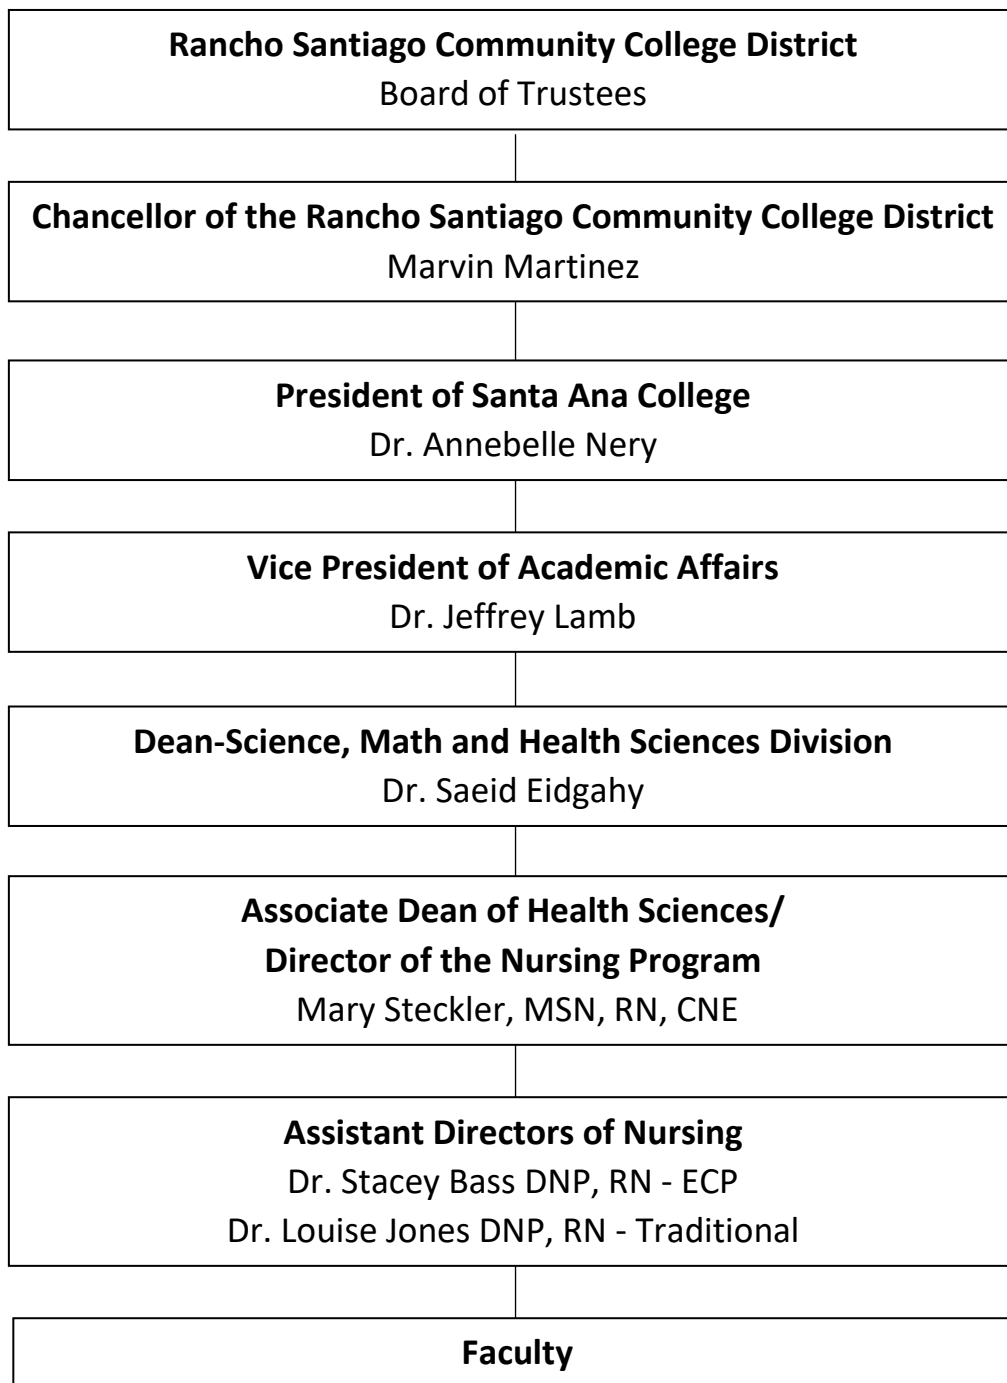 Rancho Santiago Community College District
Board of Trustees
Chancellor of the Rancho Santiago Community College District
Marvin Martinez
President of Santa Ana College
Dr. Annebelle Nery
Vice President of Academic Affairs
Dr. Jeffrey Lamb
Dean-Science, Math and Health Sciences Division
Dr. Saeid Eidgahy
Associate Dean of Health Sciences/
Director of the Nursing Program
Mary Steckler, MSN, RN, CNE
Assistant Directors of Nursing
Dr. Stacey Bass DNP, RN - ECP
Dr. Louise Jones DNP, RN - Traditional
Faculty